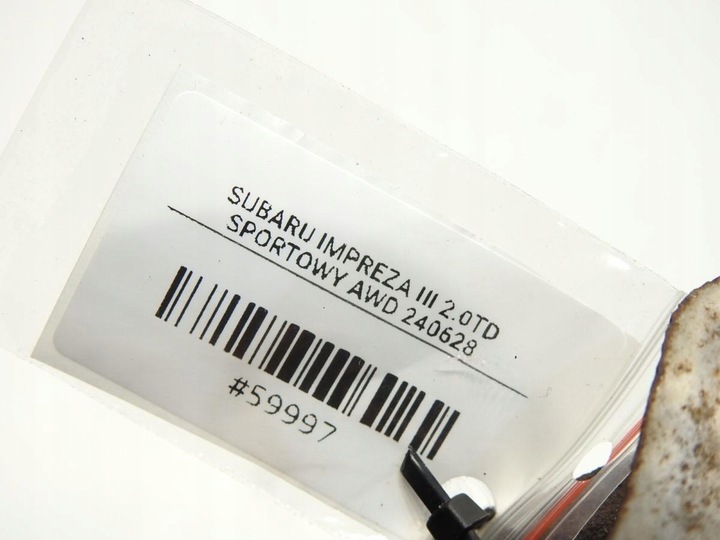 SUBARU IMPREZA III 2.0TD
SPORTOWY AWD 240628
#59997